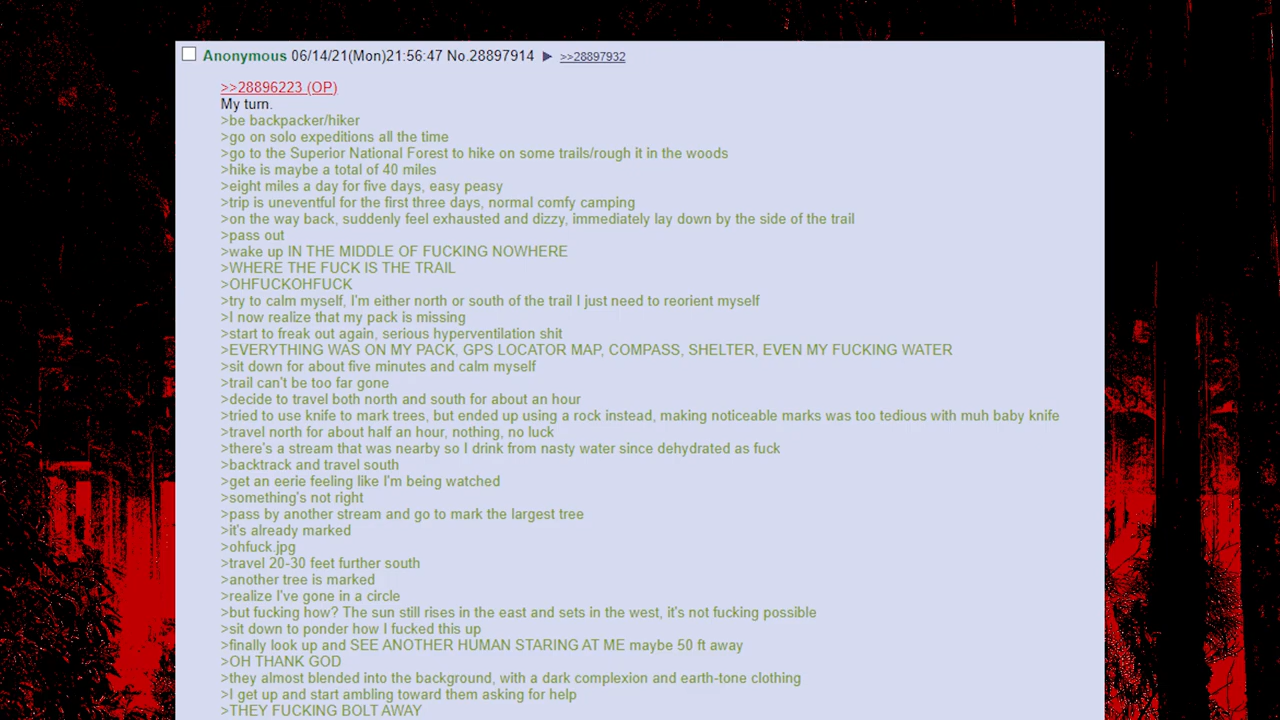 Anonymous 06/14/21(Mon)21:56:47 No.28897914 ▶ >>28897932
>>28896223 (OP)
My turn.
>be backpacker/hiker
>go on solo expeditions all the time
>go to the Superior National Forest to hike on some trails/rough it in the woods
>hike is maybe a total of 40 miles
>eight miles a day for five days, easy peasy
>trip is uneventful for the first three days, normal comfy camping
>on the way back, suddenly feel exhausted and dizzy, immediately lay down by the side of the trail
>pass out
>wake up IN THE MIDDLE OF FUCKING NOWHERE
>WHERE THE FUCK IS THE TRAIL
>OHFUCKOHFUCK
>try to calm myself, I'm either north or south of the trail I just need to reorient myself
>I now realize that my pack is missing
>start to freak out again, serious hyperventilation shit
>EVERYTHING WAS ON MY PACK, GPS LOCATOR MAP, COMPASS, SHELTER, EVEN MY FUCKING WATER
>sit down for about five minutes and calm myself
>trail can't be too far gone
>decide to travel both north and south for about an hour
>tried to use knife to mark trees, but ended up using a rock instead, making noticeable marks was too tedious with muh baby knife
>travel north for about half an hour, nothing, no luck
>there's a stream that was nearby so I drink from nasty water since dehydrated as fuck
>backtrack and travel south
>get an eerie feeling like I'm being watched
>something's not right
>pass by another stream and go to mark the largest tree
>it's already marked
>ohfuck.jpg
>travel 20-30 feet further south
>another tree is marked
>realize I've gone in a circle
>but fucking how? The sun still rises in the east and sets in the west, it's not fucking possible
>sit down to ponder how I fucked this up
>finally look up and SEE ANOTHER HUMAN STARING AT ME maybe 50 ft away
>OH THANK GOD
>they almost blended into the background, with a dark complexion and earth-tone clothing
>I get up and start ambling toward them asking for help
>THEY FUCKING BOLT AWAY